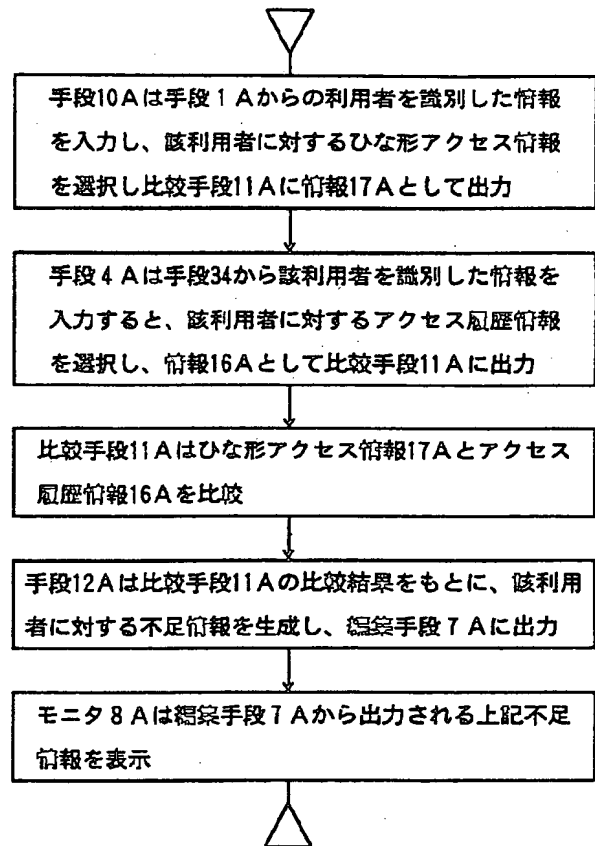 手段10Aは手段1Aからの利用者を識別した情報
を入力し、該利用者に対するひな形アクセス情報
を選択し比較手段11Aに情報17Aとして出力
手段4Aは手段34から該利用者を識別した情報を
入力すると、該利用者に対するアクセス履歴情報
を選択し、情報16Aとして比較手段11Aに出力
比較手段11Aはひな形アクセス情報17Aとアクセス
履歴情報16Aを比較
手段12Aは比較手段11Aの比較結果をもとに、該利用
者に対する不足情報を生成し、編集手段7Aに出力
モニタ8Aは編集手段7Aから出力される上記不足
情報を表示